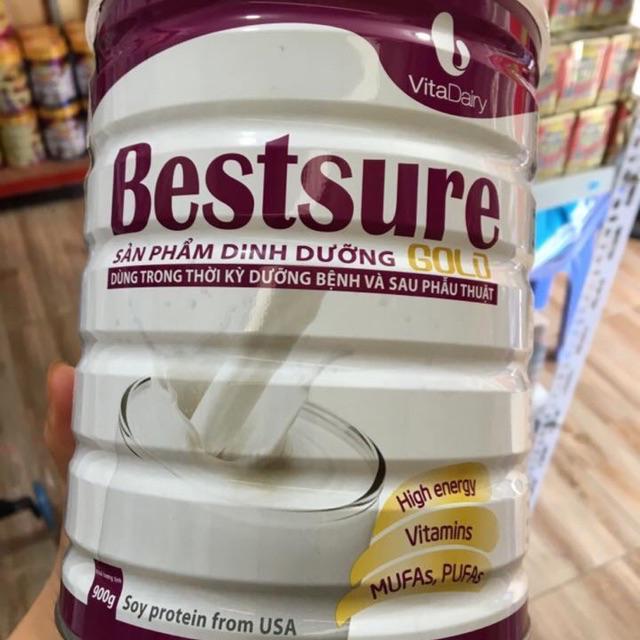 VitaDairy
Bestsure
SẢN PHẨM DINH DƯỠNG GOLD
DÙNG TRONG THỜI KỲ DƯỠNG BỆNH VÀ SAU PHẪU THUẬT
High energy
Vitamins
MUFAs, PUFAs
900g
Soy protein from USA